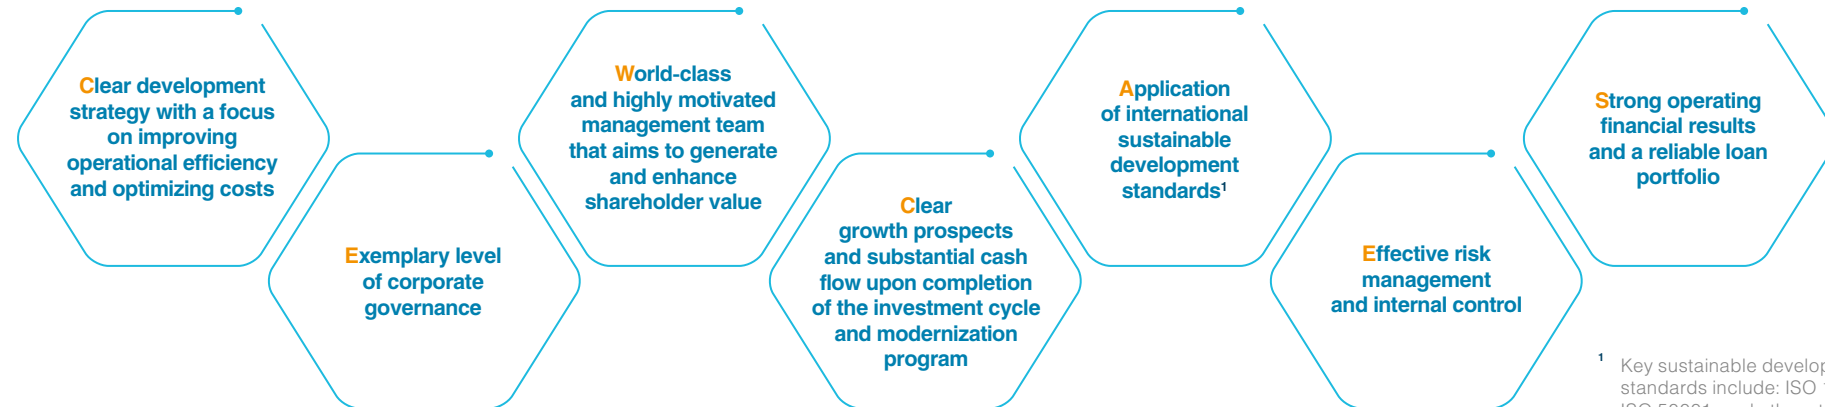 Clear development
strategy with a focus
on improving
operational efficiency
and optimizing costs
Exemplary level
of corporate
governance
World-class
and highly motivated
management team
that aims to generate
and enhance
shareholder value
Clear
growth prospects
and substantial cash
flow upon completion
of the investment cycle
and modernization
program
Application
of international
sustainable
development
standards¹
Effective risk
management
and internal control
Strong operating
financial results
and a reliable loan
portfolio
¹ Key sustainable
standards include: ISO